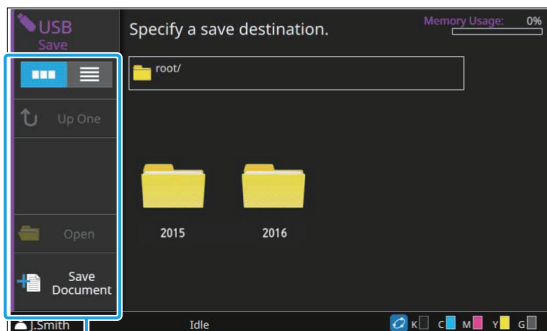 USB
Save
Specify a save destination.
Memory Usage: 0%
root/
Up One
Open
Save
Document
2015
2016
J.Smith
Idle
K C M Y G